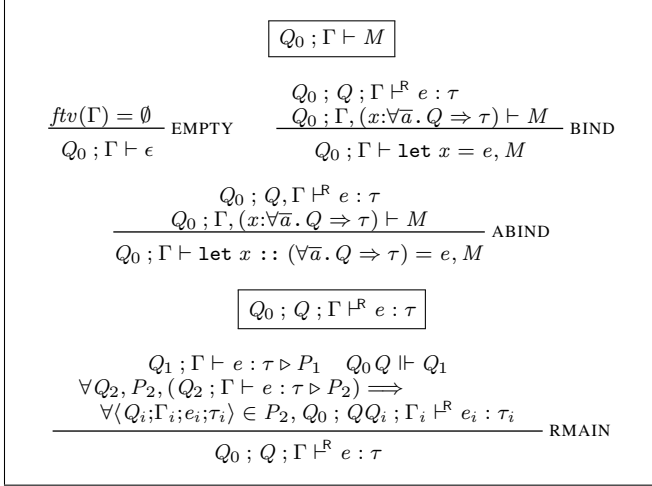 Q₀ ; Γ ⊢ M
Q₀ ; Q ; Γ ⊢ᴿ e : τ
ftv(Γ) = ∅ Q₀ ; Γ, (x:∀a̅. Q ⇒ τ) ⊢ M
EMPTY BIND
Q₀ ; Γ ⊢ ϵ Q₀ ; Γ ⊢ let x = e, M
Q₀ ; Q, Γ ⊢ᴿ e : τ
Q₀ ; Γ, (x:∀a̅. Q ⇒ τ) ⊢ M
ABIND
Q₀ ; Γ ⊢ let x :: (∀a̅. Q ⇒ τ) = e, M
Q₀ ; Q ; Γ ⊢ᴿ e : τ
Q₁ ; Γ ⊢ e : τ ▹ P₁ Q₀ Q ⊩ Q₁
∀Q₂, P₂, (Q₂ ; Γ ⊢ e : τ ▹ P₂) ⟹
∀⟨Qᵢ;Γᵢ;eᵢ;τᵢ⟩ ∈ P₂, Q₀ ; QQᵢ ; Γᵢ ⊢ᴿ eᵢ : τᵢ
RMAIN
Q₀ ; Q ; Γ ⊢ᴿ e : τ